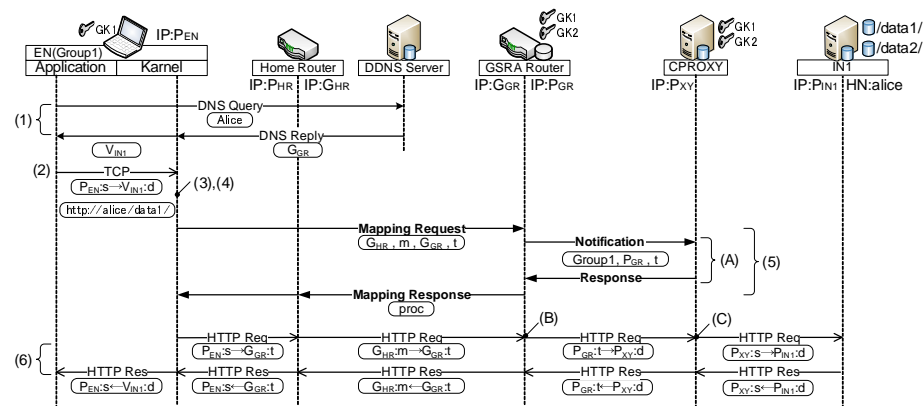 GK1
IP:PEN
EN(Group1)
Application
Karnel
Home Router
IP:PHR IP:GHR
DDNS Server
GK1
GK2
GSRA Router
IP:GGR IP:PGR
GK1
GK2
CPROXY
IP:PXY
/data1/
/data2/
IN1
IP:PIN1 HN:alice
(1)
DNS Query
Alice
DNS Reply
VIN1
GGR
(2)
TCP
PEN:s→VIN1:d
http://alice/data1/
(3),(4)
Mapping Request
GHR , m , GGR , t
Notification
Group1, PGR , t
Response
(A)
(5)
Mapping Response
proc
(B)
(C)
HTTP Req
PEN:s→GGR:t
HTTP Req
GHR:m→GGR:t
HTTP Req
PGR:t→PXY:d
HTTP Req
PXY:s→PIN1:d
(6)
HTTP Res
PEN:s←VIN1:d
HTTP Res
PEN:s←GGR:t
HTTP Res
GHR:m←GGR:t
HTTP Res
PGR:t←PXY:d
HTTP Res
PXY:s←PIN1:d